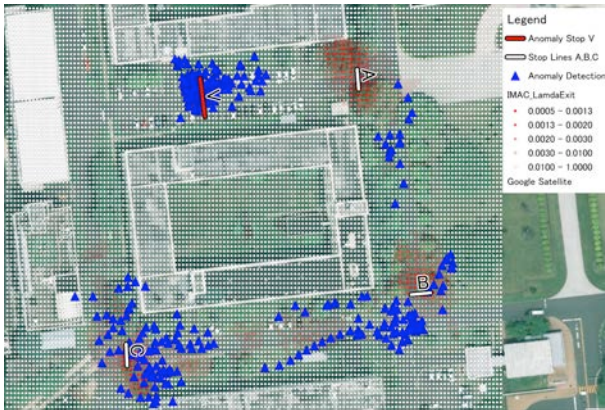 Legend
Anomaly Stop V
Stop Lines A,B,C
Anomaly Detection
IMAC_LamdaExit
0.0005 - 0.0013
0.0013 - 0.0020
0.0020 - 0.0030
0.0030 - 0.0100
0.0100 - 1.0000
Google Satellite
V
A
B
C